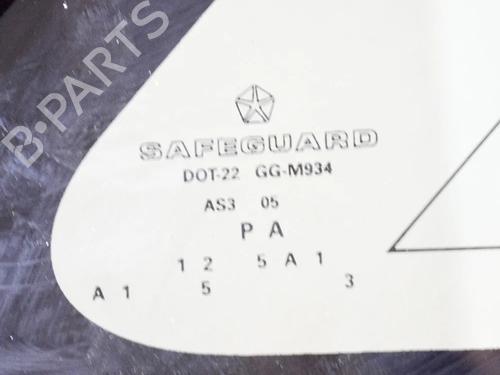 B-PARTS
SAFEGUARD
DOT-22 GG-M934
AS3 05
P A
1 2 5 A 1
A 1 5 3